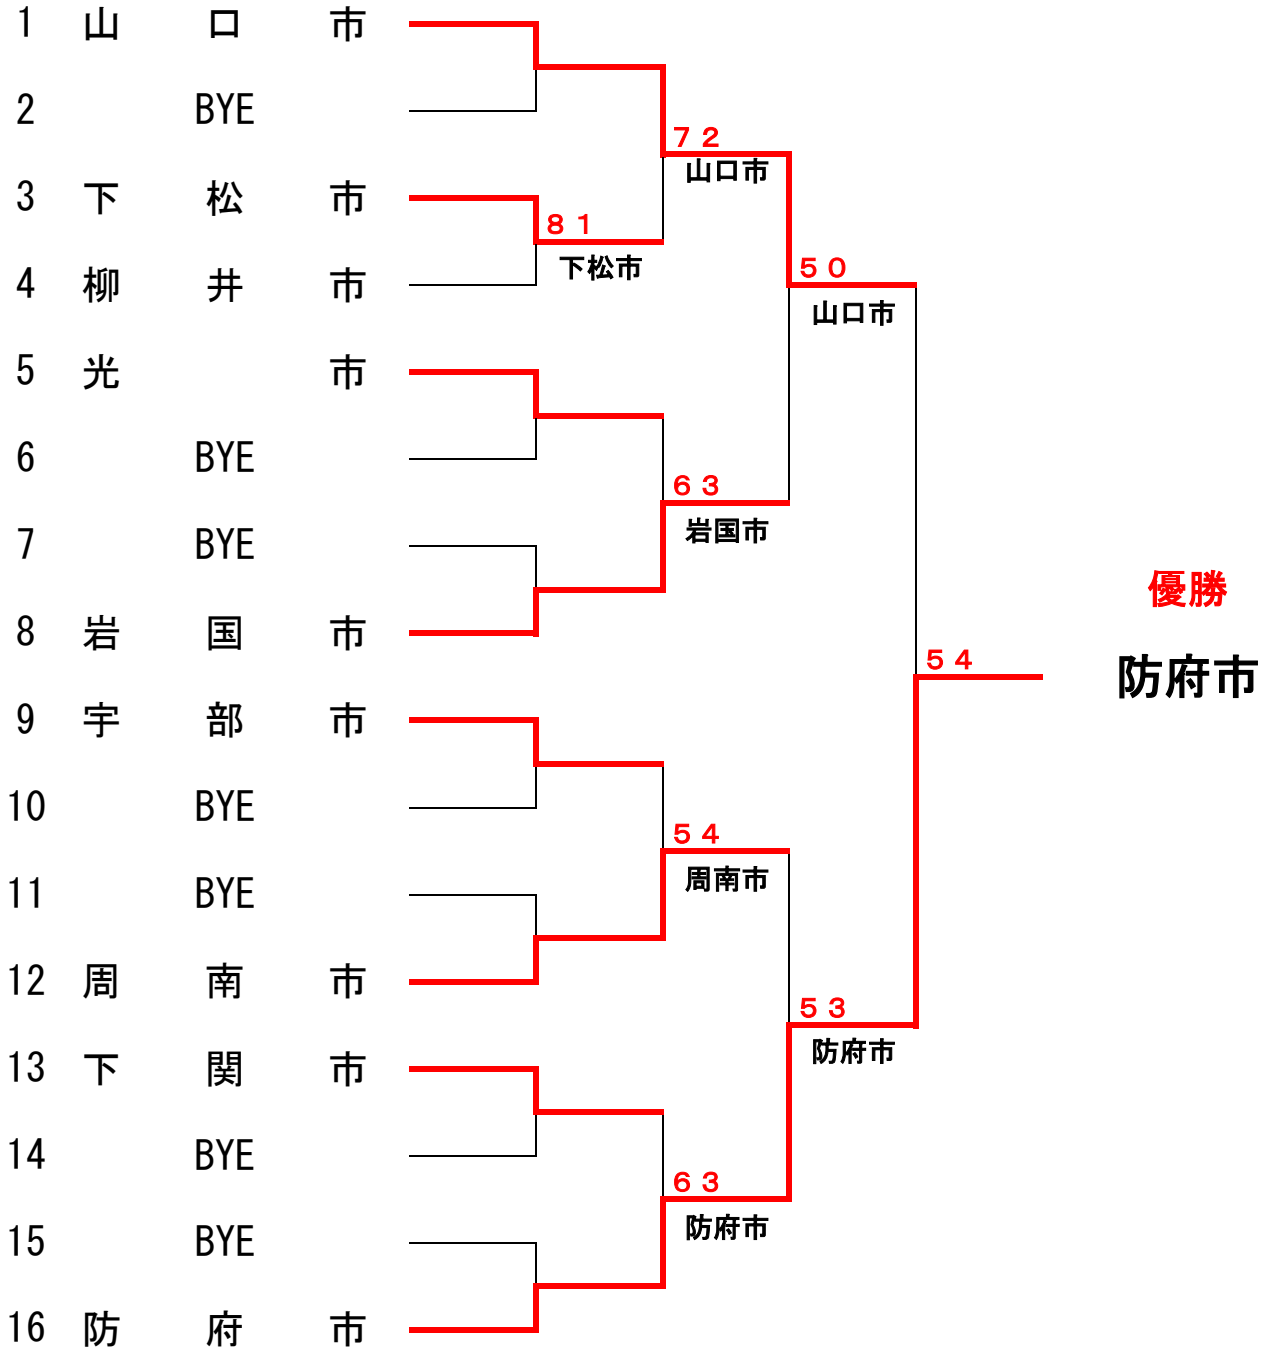 1 山口市
2 BYE
72
山口市
3 下松市
81
4 柳井市
下松市
50
山口市
5 光市
6 BYE
63
岩国市
7 BYE
優勝
8 岩国市
54
防府市
9 宇部市
10 BYE
54
周南市
11 BYE
12 周南市
53
防府市
13 下関市
14 BYE
63
防府市
15 BYE
16 防府市